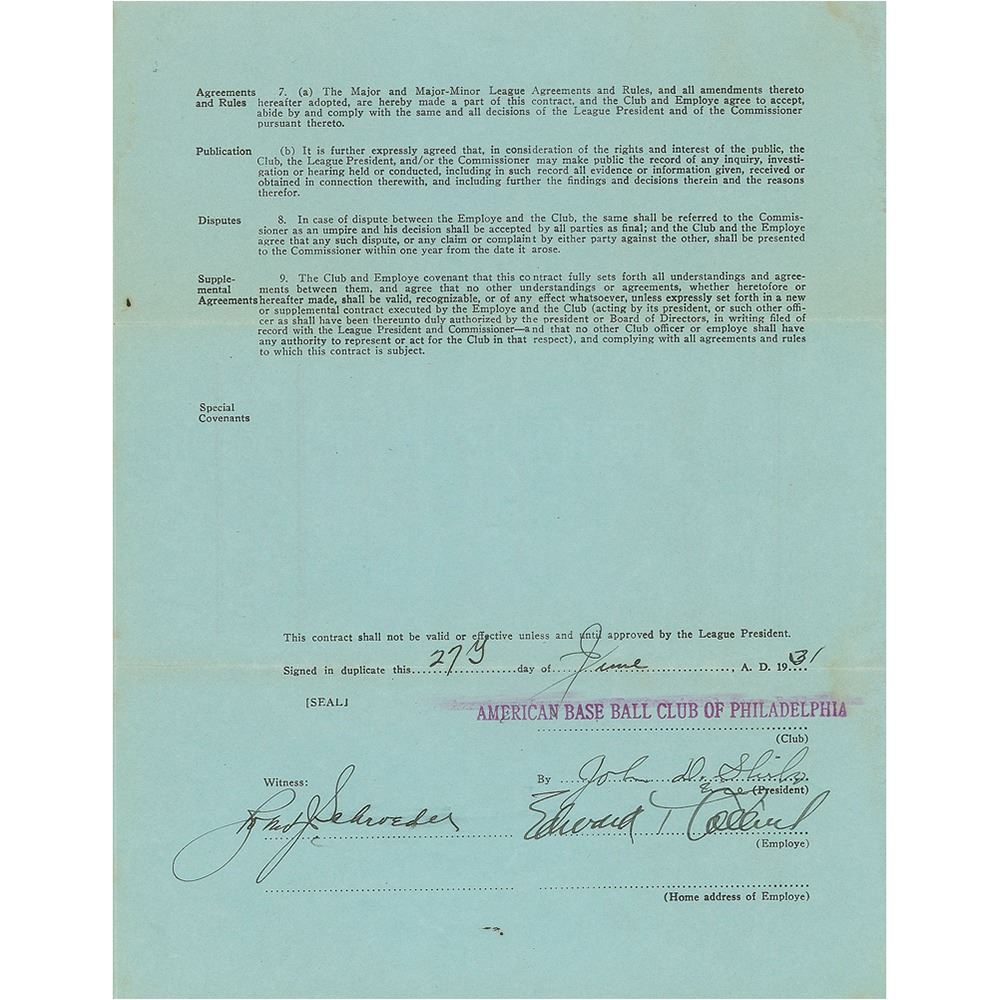 Agreements and Rules 7. (a) The Major and Major-Minor League Agreements and Rules, and all amendments thereto
hereafter adopted, are hereby made a part of this contract, and the Club and Employe agree to accept,
abide by and comply with the same and all decisions of the League President and of the Commissioner
pursuant thereto.
Publication (b) It is further expressly agreed that, in consideration of the rights and interest of the public, the
Club, the League President, and/or the Commissioner may make public the record of any inquiry, investi-
gation or hearing held or conducted, including in such record all evidence or information given, received or
obtained in connection therewith, and including further the findings and decisions therein and the reasons
therefor.
Disputes 8. In case of dispute between the Employe and the Club, the same shall be referred to the Commis-
sioner as an umpire and his decision shall be accepted by all parties as final; and the Club and the Employe
agree that any such dispute, or any claim or complaint by either party against the other, shall be presented
to the Commissioner within one year from the date it arose.
Supple- 9. The Club and Employe covenant that this contract fully sets forth all understandings and agree-
mental ments between them, and agree that no other understandings or agreements, whether heretofore or
Agreements hereafter made, shall be valid, recognizable, or of any effect whatsoever, unless expressly set forth in a new
or supplemental contract executed by the Employe and the Club (acting by its president, or such other offi-
cer as shall have been thereunto duly authorized by the president or Board of Directors, in writing filed of
record with the League President and Commissioner—and that no other Club officer or employe shall have
any authority to represent or act for the Club in that respect), and complying with all agreements and rules
to which this contract is subject.
Special
Covenants
This contract shall not be valid or effective unless and until approved by the League President.
Signed in duplicate this 27 day of June, A. D. 1931
[SEAL]
AMERICAN BASE BALL CLUB OF PHILADELPHIA
(Club)
Witness:
By John D. Shibe
(President)
Schroeder
Edward T Collins
(Employe)
(Home address of Employe)